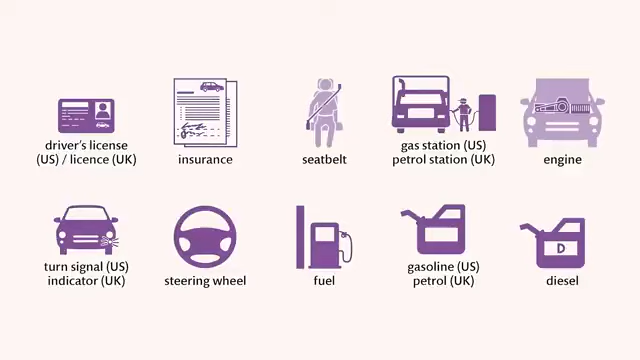 driver's license
(US) / licence (UK)
insurance
seatbelt
gas station (US)
petrol station (UK)
engine
turn signal (US)
indicator (UK)
steering wheel
fuel
gasoline (US)
petrol (UK)
D
diesel